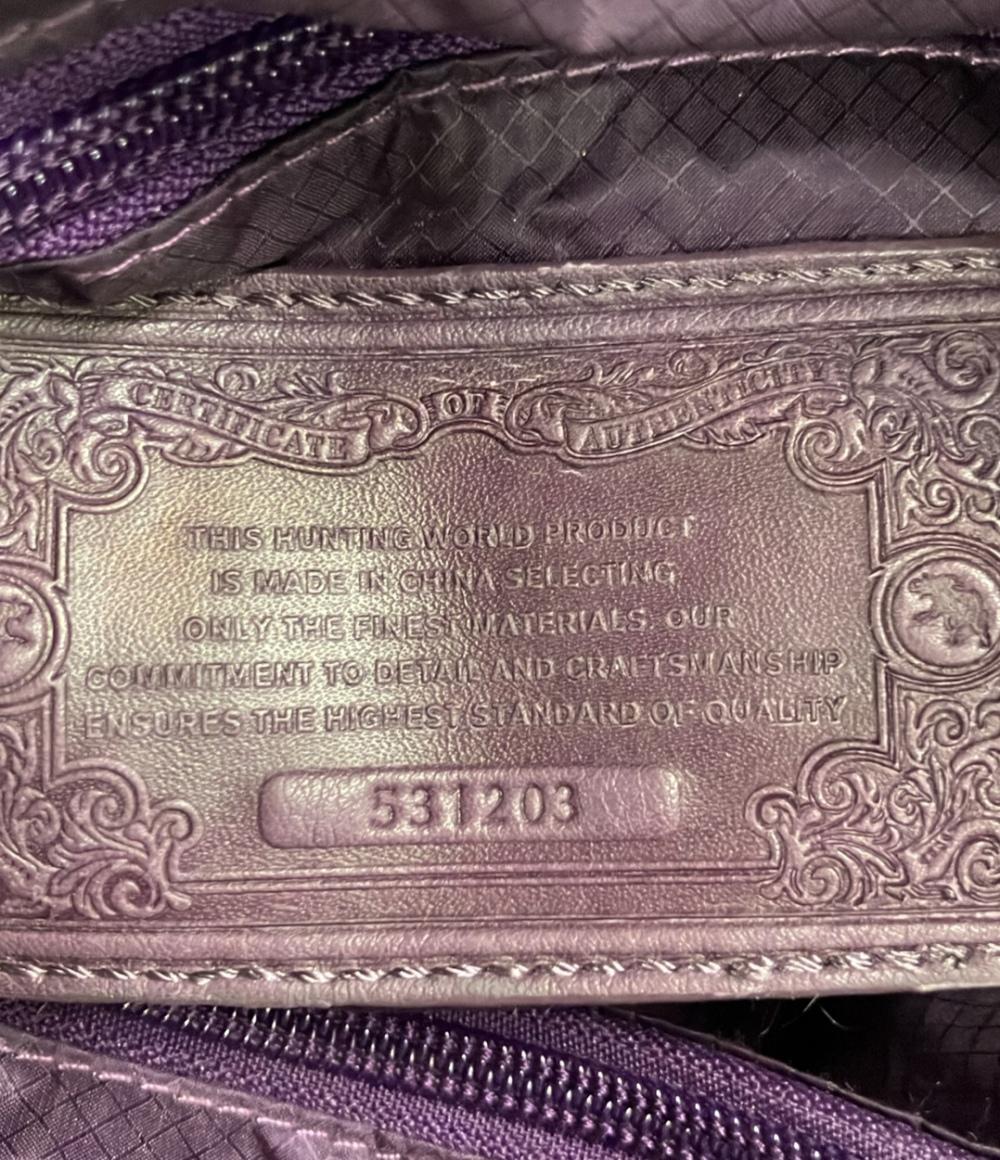 CERTIFICATE OF AUTHENTICITY
THIS HUNTING WORLD PRODUCT
IS MADE IN CHINA SELECTING
ONLY THE FINEST MATERIALS. OUR
COMMITMENT TO DETAIL AND CRAFTSMANSHIP
ENSURES THE HIGHEST STANDARD OF QUALITY
531203